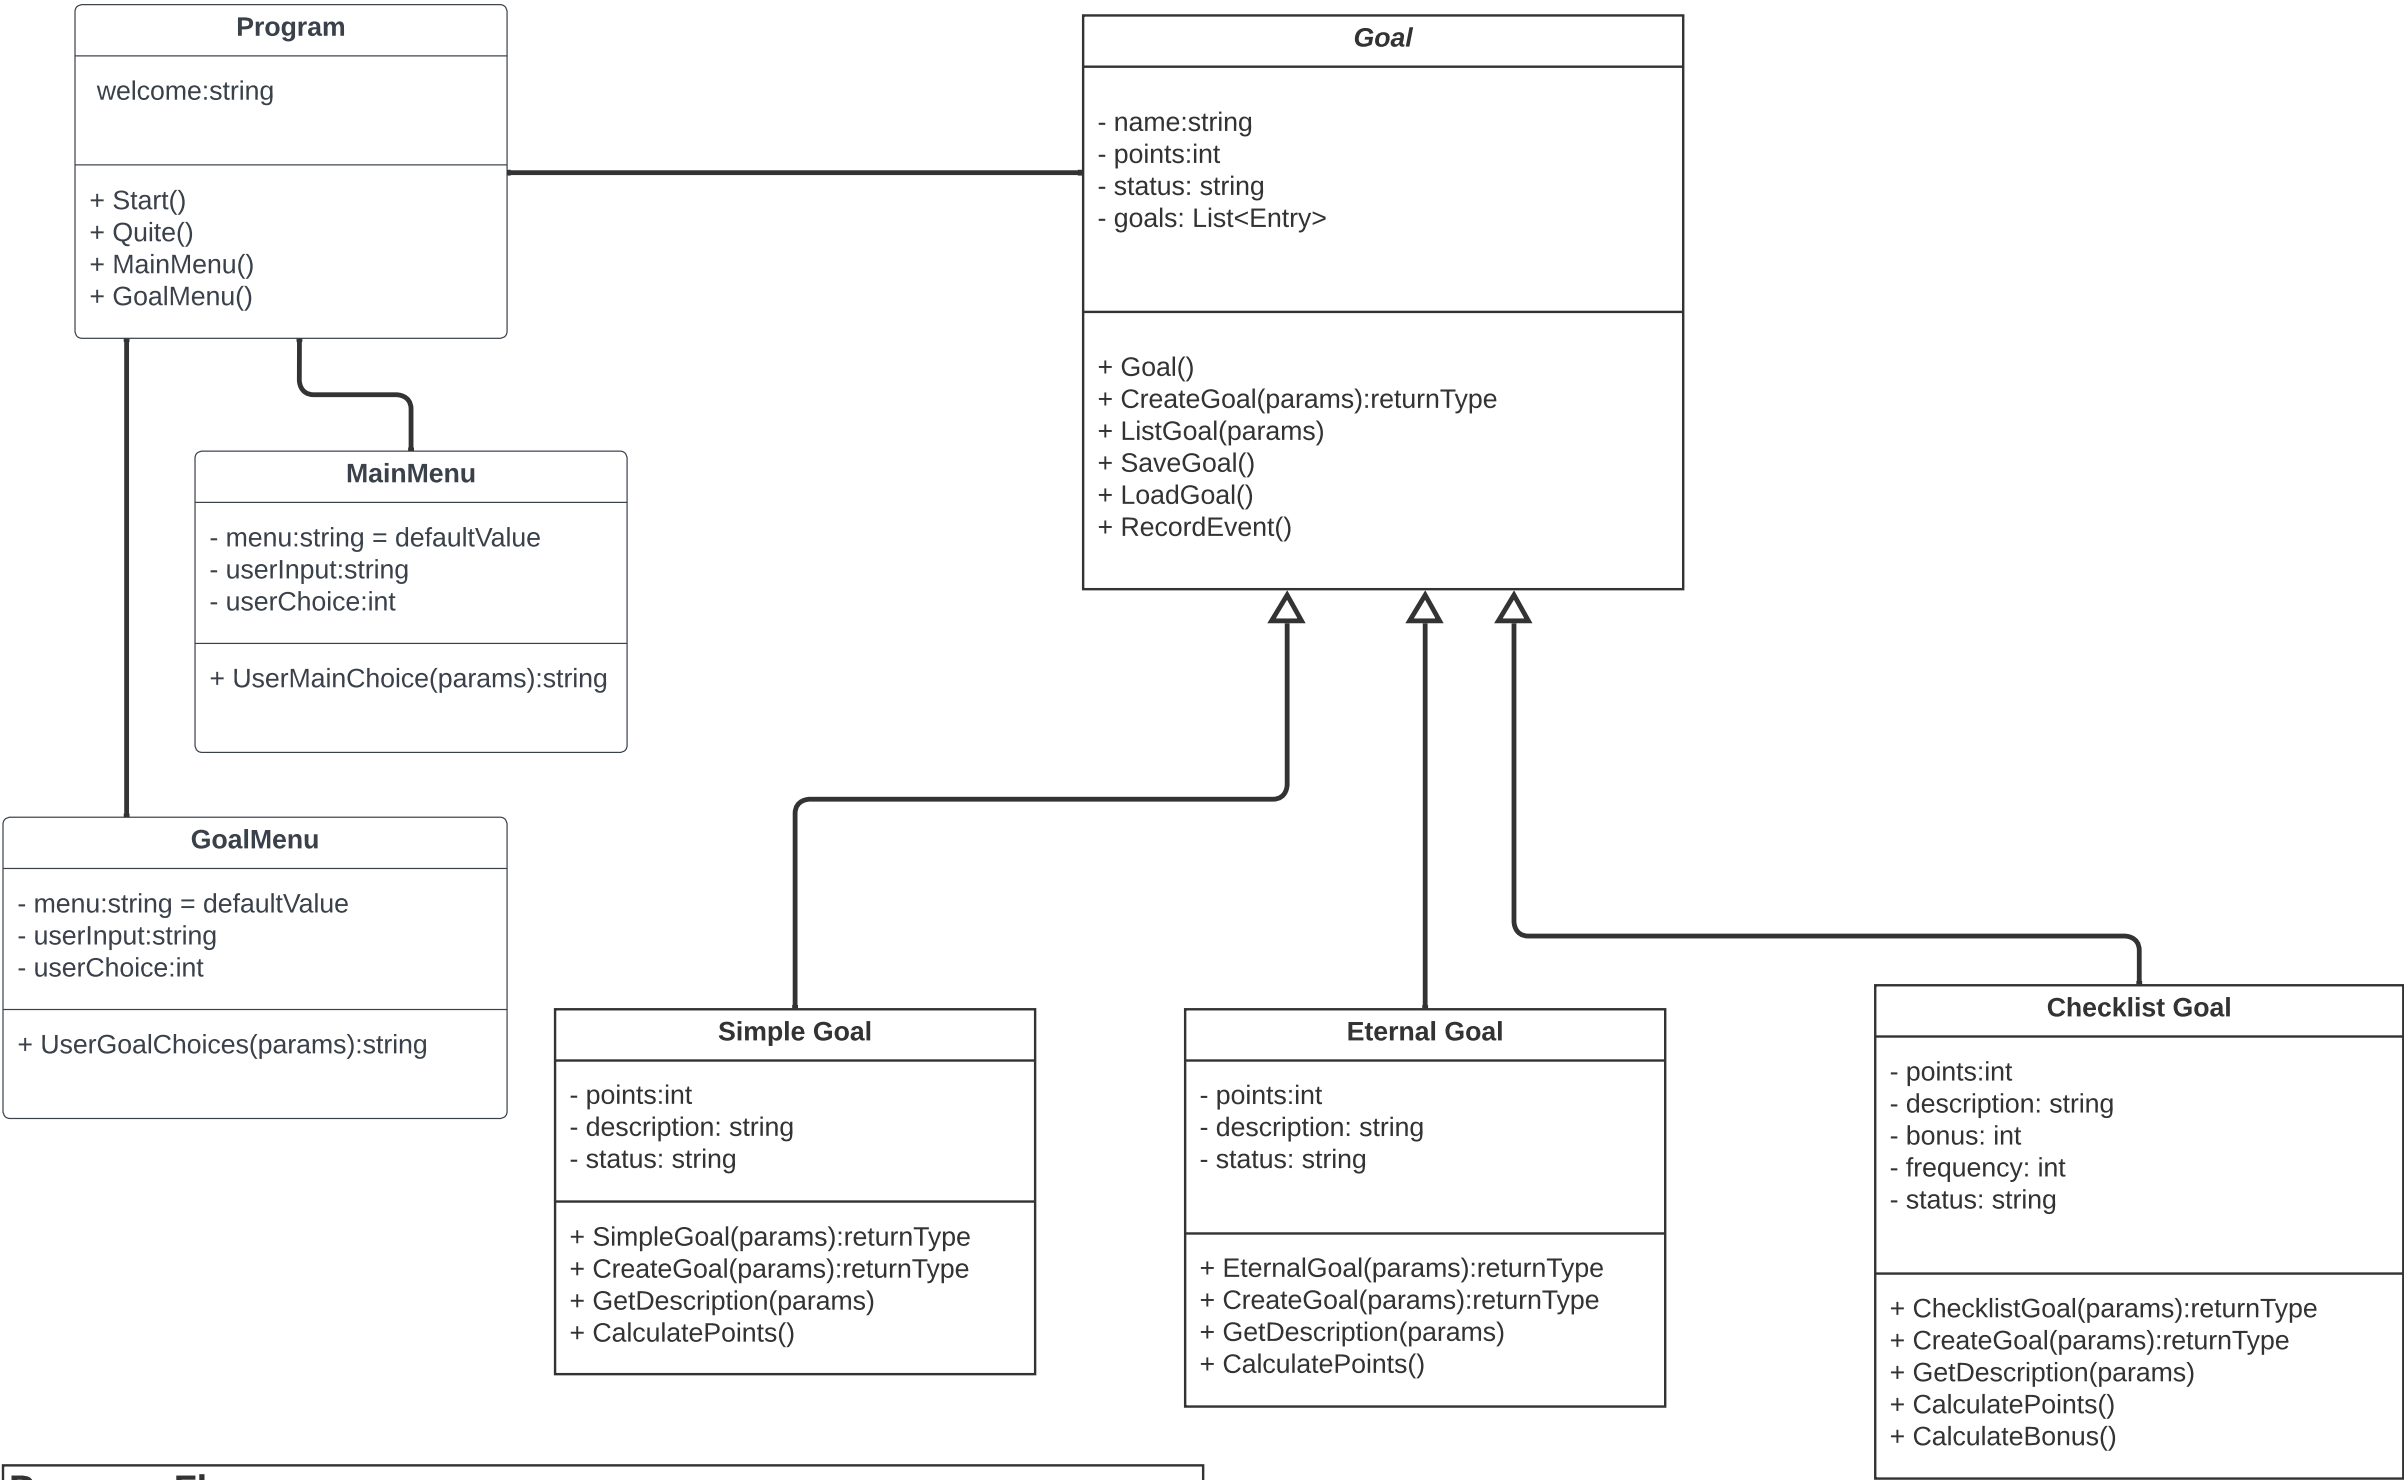 Program
welcome:string
+ Start()
+ Quite()
+ MainMenu()
+ GoalMenu()
Goal
- name:string
- points:int
- status: string
- goals: List<Entry>
+ Goal()
+ CreateGoal(params):returnType
+ ListGoal(params)
+ SaveGoal()
+ LoadGoal()
+ RecordEvent()
MainMenu
- menu:string = defaultValue
- userInput:string
- userChoice:int
+ UserMainChoice(params):string
GoalMenu
- menu:string = defaultValue
- userInput:string
- userChoice:int
+ UserGoalChoices(params):string
Simple Goal
- points:int
- description: string
- status: string
+ SimpleGoal(params):returnType
+ CreateGoal(params):returnType
+ GetDescription(params)
+ CalculatePoints()
Eternal Goal
- points:int
- description: string
- status: string
+ EternalGoal(params):returnType
+ CreateGoal(params):returnType
+ GetDescription(params)
+ CalculatePoints()
Checklist Goal
- points:int
- description: string
- bonus: int
- frequency: int
- status: string
+ ChecklistGoal(params):returnType
+ CreateGoal(params):returnType
+ GetDescription(params)
+ CalculatePoints()
+ CalculateBonus()